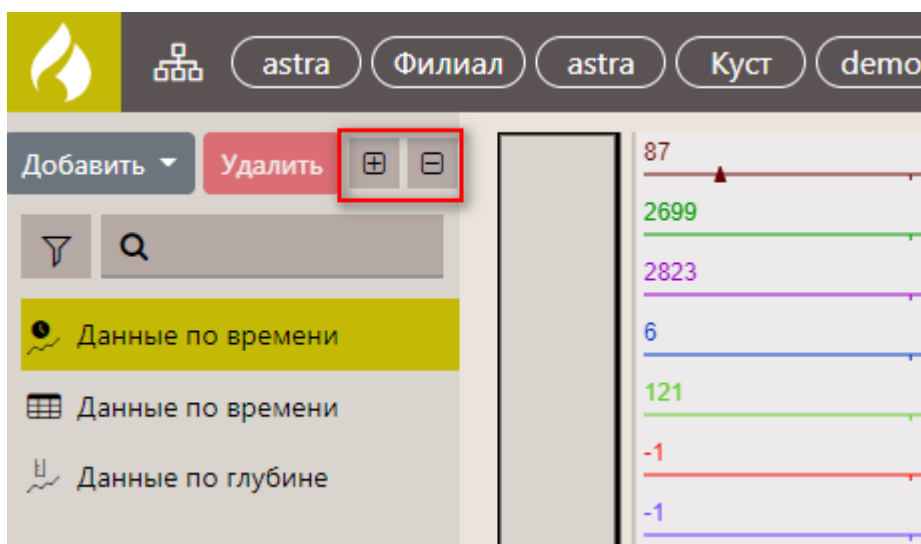 astra Филиал astra Куст demo
Добавить Удалить
87
2699
2823
Данные по времени
6
Данные по времени
121
Данные по глубине
-1
-1